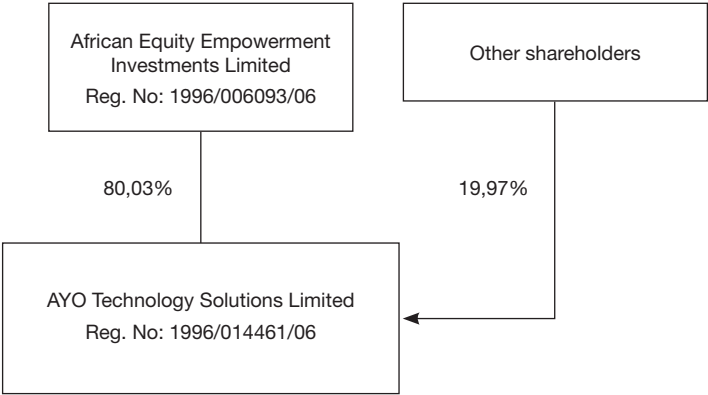 African Equity Empowerment
Investments Limited
Reg. No: 1996/006093/06
Other shareholders
80,03%
19,97%
AYO Technology Solutions Limited
Reg. No: 1996/014461/06